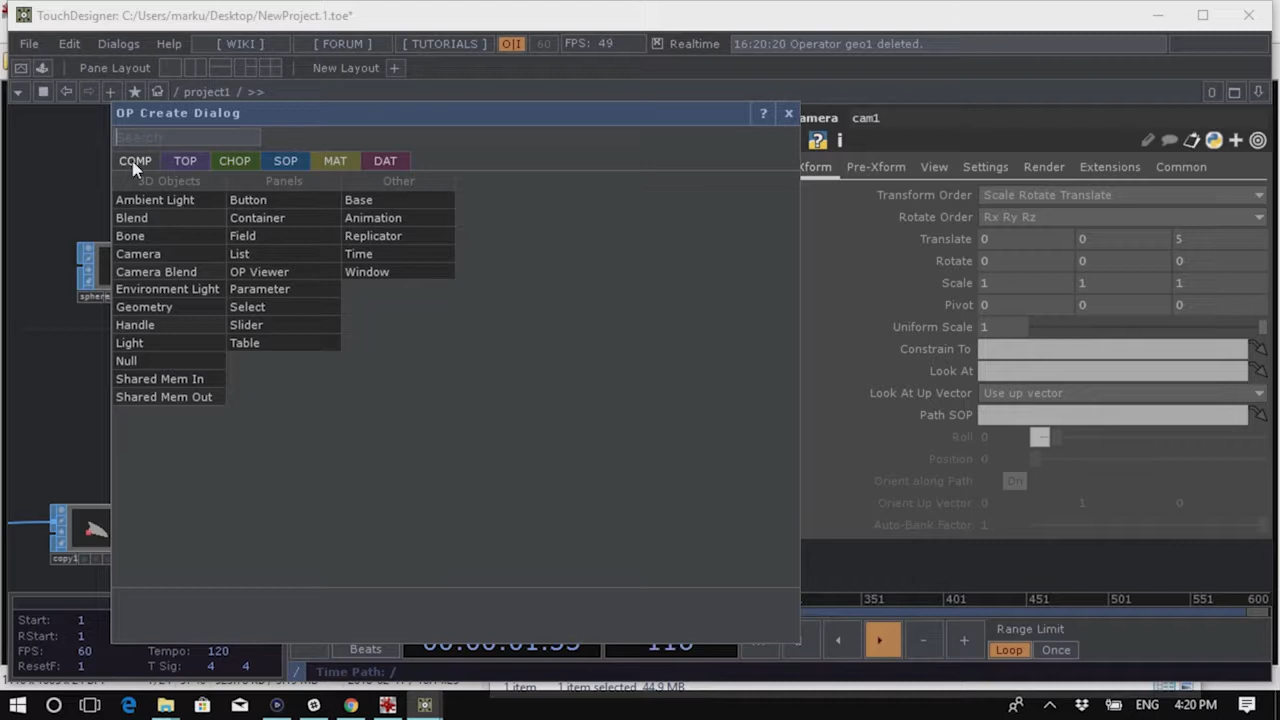 TouchDesigner: C:/Users/marku/Desktop/NewProject.1.toe*
File Edit Dialogs Help [ WIKI ] [ FORUM ] [ TUTORIALS ] O|I 60 FPS: 49 Realtime 16:20:20 Operator geo1 deleted.
Pane Layout New Layout +
/ project1 / >> 0
OP Create Dialog ? x
Search
COMP TOP CHOP SOP MAT DAT
3D Objects Panels Other
Ambient Light Button Base
Blend Container Animation
Bone Field Replicator
Camera List Time
Camera Blend OP Viewer Window
Environment Light Parameter
Geometry Select
Handle Slider
Light Table
Null
Shared Mem In
Shared Mem Out
amera cam1
? i
form Pre-Xform View Settings Render Extensions Common
Transform Order Scale Rotate Translate
Rotate Order Rx Ry Rz
Translate 0 0 5
Rotate 0 0 0
Scale 1 1 1
Pivot 0 0 0
Uniform Scale 1
Constrain To
Look At
Look At Up Vector Use up vector
Path SOP
Roll 0
Position 0
Orient along Path On
Orient Up Vector 0 1 0
Auto-Bank Factor 1
sphere
copy1
351 401 451 501 551 600
Start: 1
RStart: 1
FPS: 60 Tempo: 120
ResetF: 1 T Sig: 4 4
Beats
Time Path: /
Range Limit
Loop Once
1 item 1 item selected 44.9 MB
ENG 4:20 PM